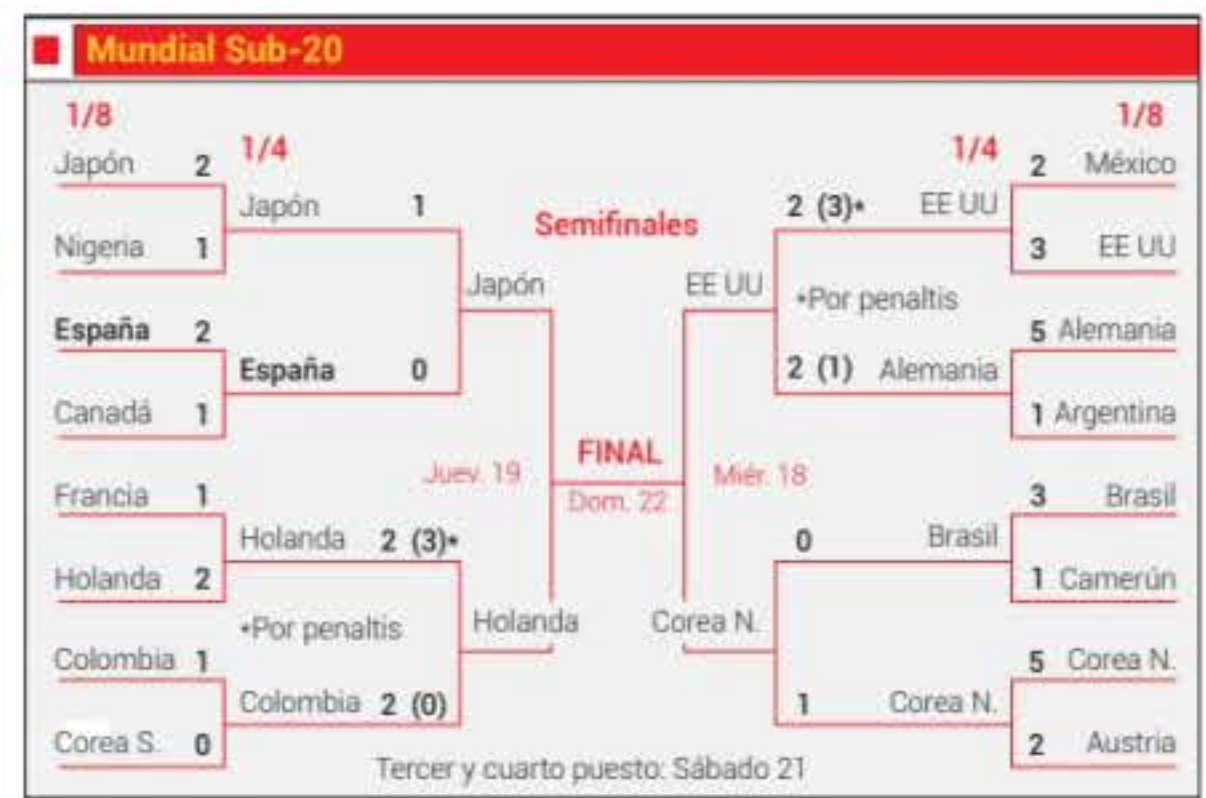 Mundial Sub-20
1/8
1/4
Japón 2
Nigeria 1
Japón 1
España 2
Canadá 1
España 0
Francia 1
Holanda 2
Holanda 2 (3)*
*Por penaltis
Colombia 1
Corea S. 0
Colombia 2 (0)
Semifinales
Japón
Holanda
Juev. 19
FINAL
Dom. 22
Miér. 18
EE UU
Corea N.
1/4
1/8
2 (3)* EE UU
*Por penaltis
2 (1) Alemania
0 Brasil
1 Corea N.
2 México
3 EE UU
5 Alemania
1 Argentina
3 Brasil
1 Camerún
5 Corea N.
2 Austria
Tercer y cuarto puesto: Sábado 21